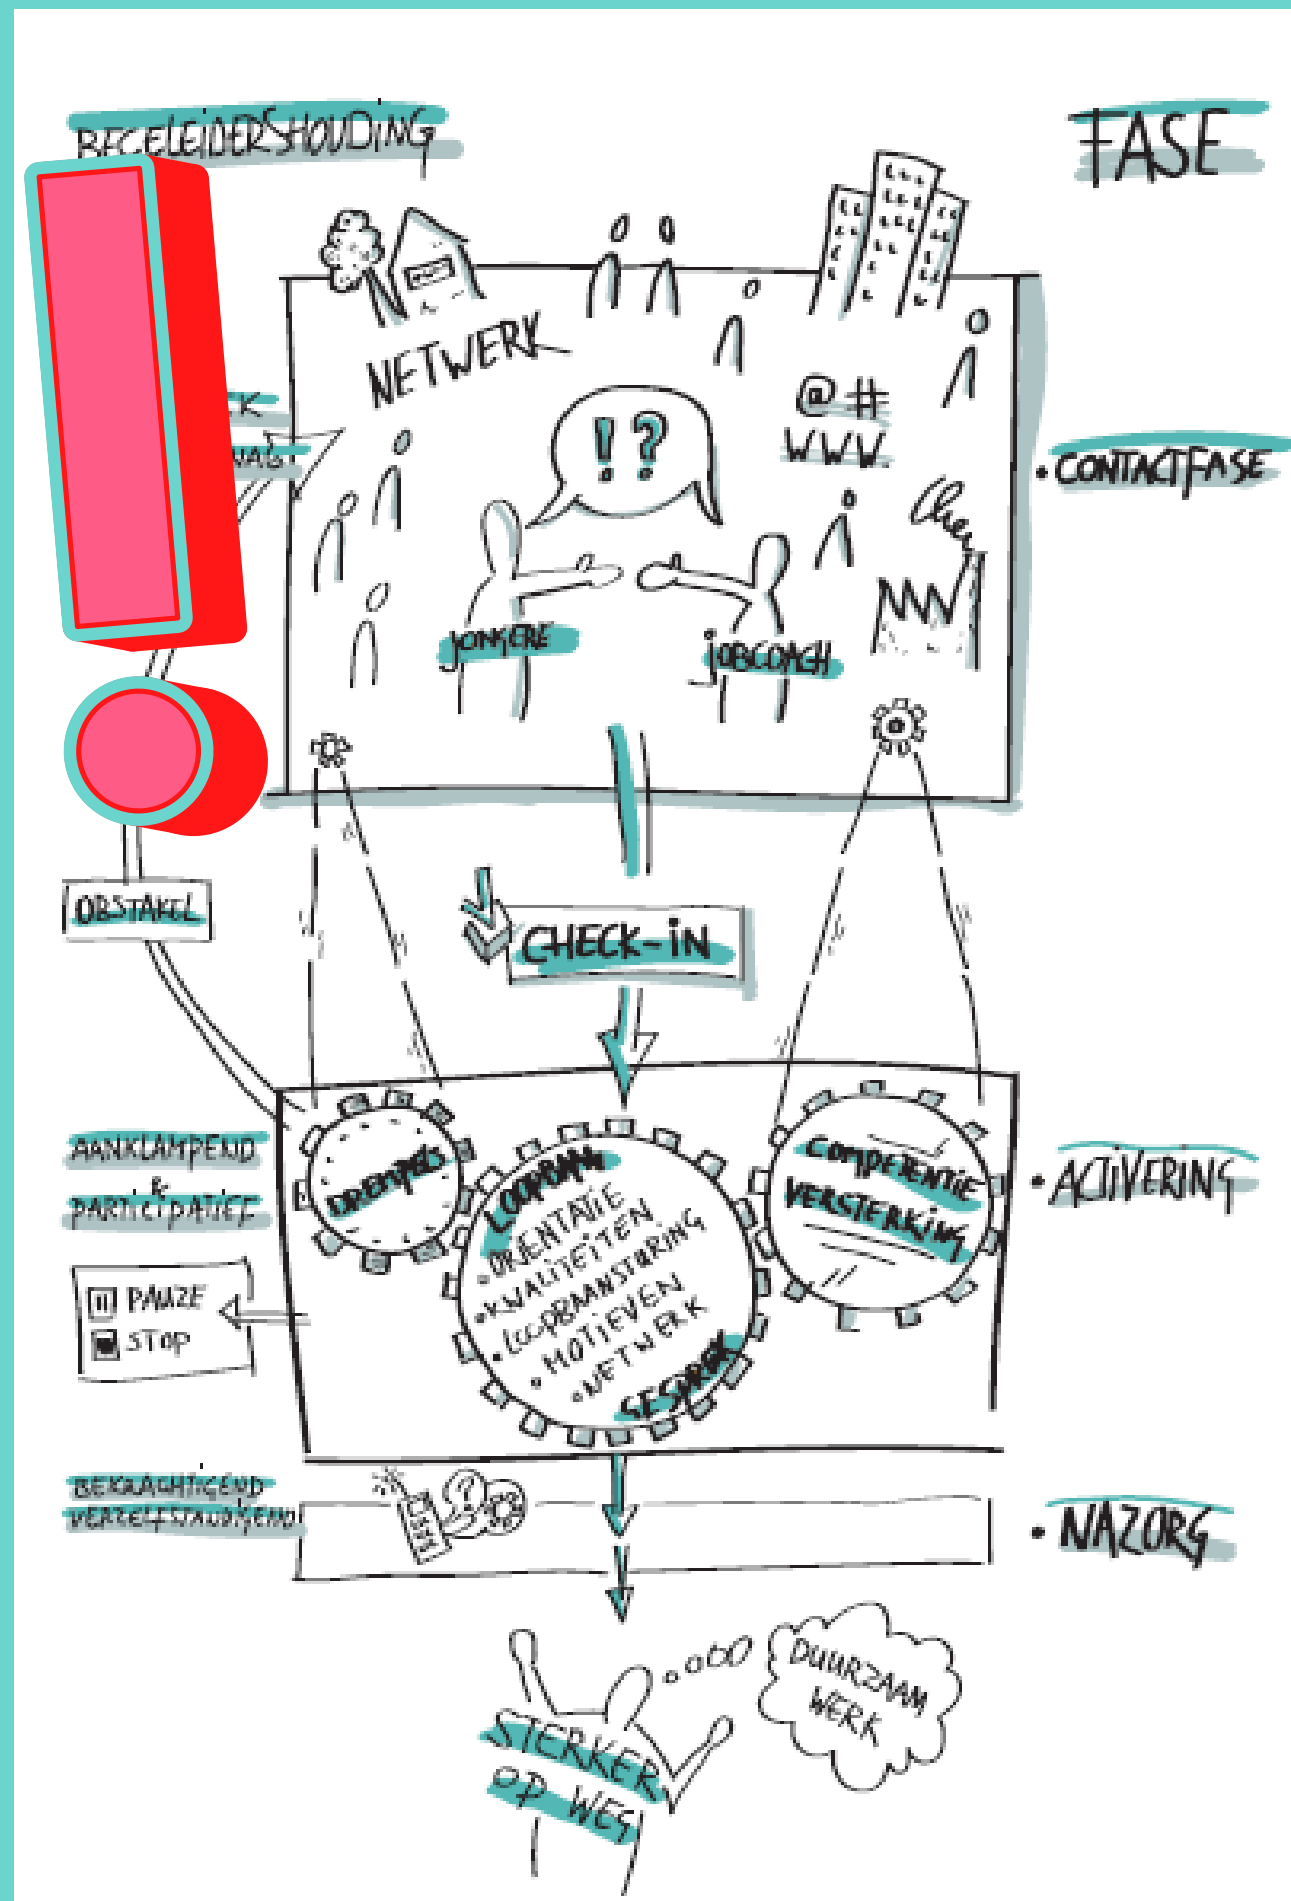 BEGELEIDERSHOUDING
FASE
NETWERK
!?
@ #
WWW.
• CONTACTFASE
JONGERE
JOBCOACH
OBSTAKEL
CHECK-IN
AANKLAMPEND
&
PARTICIPATIEF
DREMPELS
LOOPBAAN
• ORIENTATIE
• KWALITEITEN
• LOOPBAANSTURING
• MOTIEVEN
• NETWERK
GESPREK
COMPETENTIE
VERSTERKING
• ACTIVERING
PAUZE
STOP
BEKRACHTIGEND
VERZELFSTANDIGEND
?
• NAZORG
DUURZAAM
WERK
STERKER
OP WEG